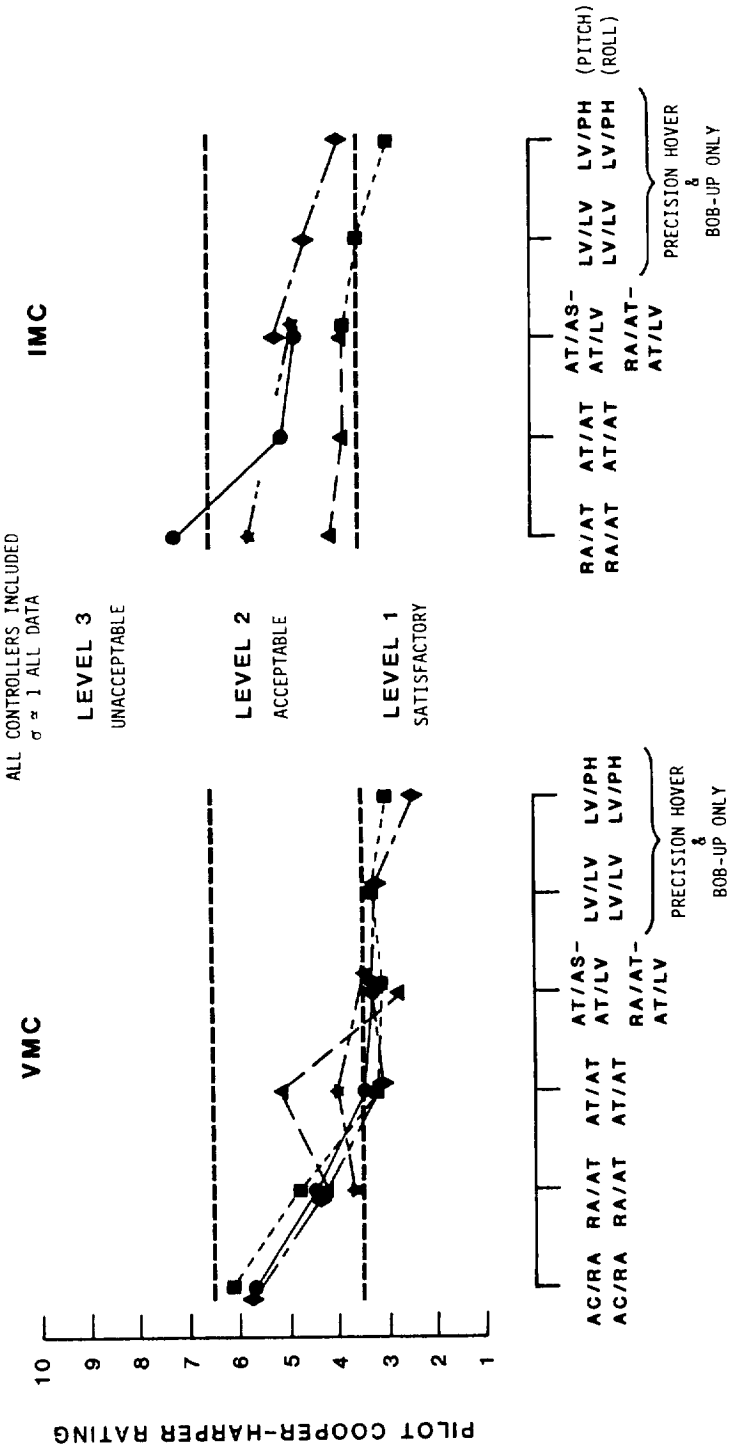 ALL CONTROLLERS INCLUDED
σ ≃ 1 ALL DATA
VMC
IMC
PILOT COOPER-HARPER RATING
10
9
8
7
6
5
4
3
2
1
LEVEL 3
UNACCEPTABLE
LEVEL 2
ACCEPTABLE
LEVEL 1
SATISFACTORY
AC/RA RA/AT AT/AT AT/AS- LV/LV LV/PH
AC/RA RA/AT AT/AT AT/LV LV/LV LV/PH
RA/AT-
AT/LV
PRECISION HOVER
&
BOB-UP ONLY
RA/AT AT/AT AT/AS- LV/LV LV/PH (PITCH)
RA/AT AT/AT AT/LV LV/LV LV/PH (ROLL)
RA/AT-
AT/LV
PRECISION HOVER
&
BOB-UP ONLY